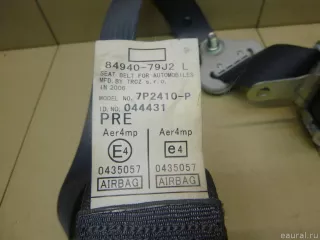 84940-79J2 L
SEAT BELT FOR AUTOMOBILES
MFD. BY TRCZ s.r.o.
IN 2006
MODEL NO. 7P2410-P
ID.NO. 044431
PRE
Aer4mp Aer4mp
E4 e4
0435057 0435057
AIRBAG AIRBAG
euroauto.ru